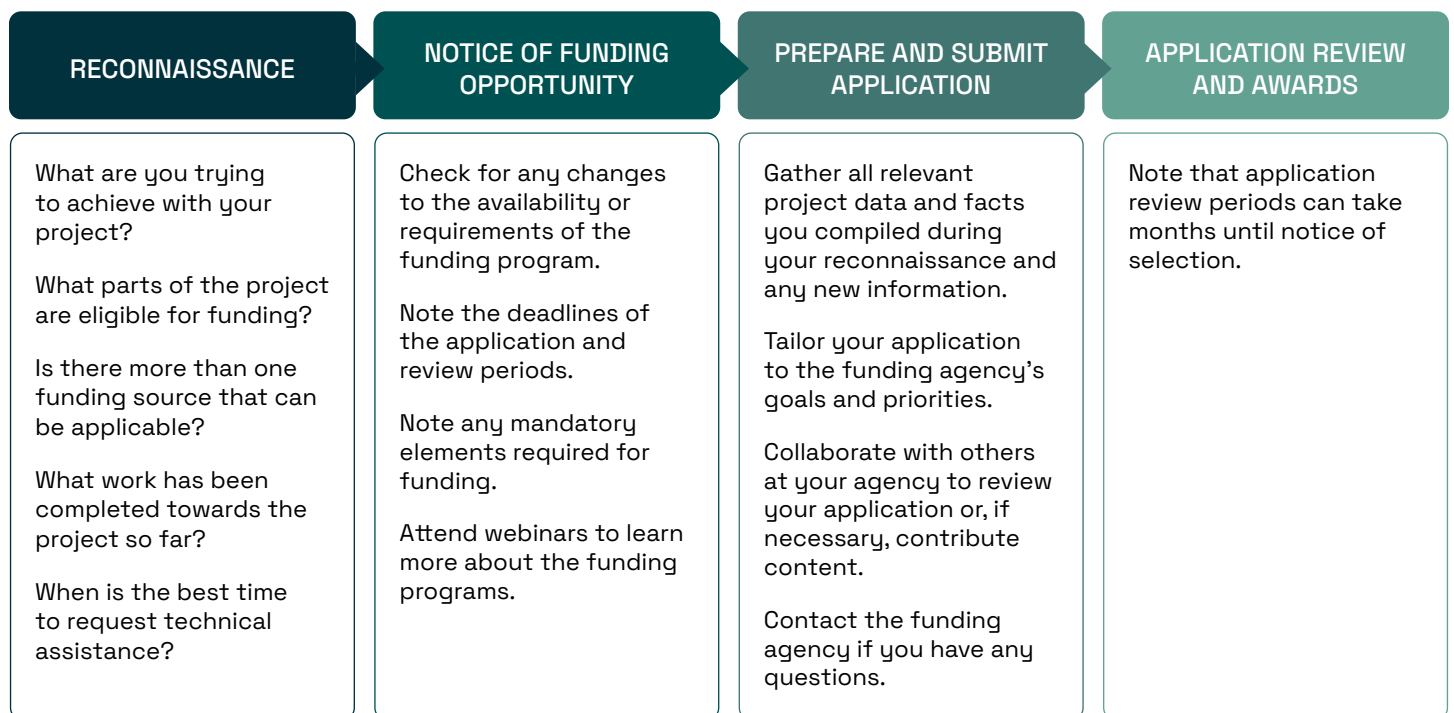 RECONNAISSANCE
What are you trying
to achieve with your
project?
What parts of the project
are eligible for funding?
Is there more than one
funding source that can
be applicable?
What work has been
completed towards the
project so far?
When is the best time
to request technical
assistance?
NOTICE OF FUNDING
OPPORTUNITY
Check for any changes
to the availability or
requirements of the
funding program.
Note the deadlines of
the application and
review periods.
Note any mandatory
elements required for
funding.
Attend webinars to learn
more about the funding
programs.
PREPARE AND SUBMIT
APPLICATION
Gather all relevant
project data and facts
you compiled during
your reconnaissance and
any new information.
Tailor your application
to the funding agency’s
goals and priorities.
Collaborate with others
at your agency to review
your application or, if
necessary, contribute
content.
Contact the funding
agency if you have any
questions.
APPLICATION REVIEW
AND AWARDS
Note that application
review periods can take
months until notice of
selection.